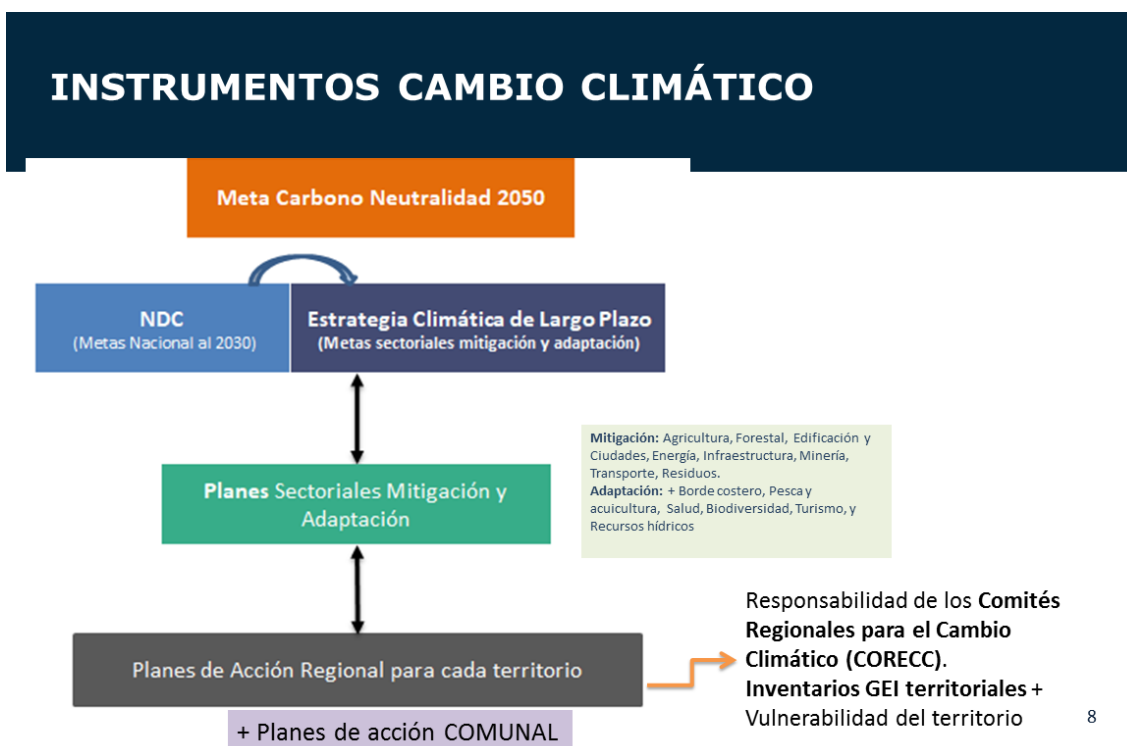 INSTRUMENTOS CAMBIO CLIMÁTICO
Meta Carbono Neutralidad 2050
NDC
(Metas Nacional al 2030)
Estrategia Climática de Largo Plazo
(Metas sectoriales mitigación y adaptación)
Mitigación: Agricultura, Forestal, Edificación y
Ciudades, Energía, Infraestructura, Minería,
Transporte, Residuos.
Adaptación: + Borde costero, Pesca y
acuicultura, Salud, Biodiversidad, Turismo, y
Recursos hídricos
Planes Sectoriales Mitigación y
Adaptación
Planes de Acción Regional para cada territorio
+ Planes de acción COMUNAL
Responsabilidad de los Comités
Regionales para el Cambio
Climático (CORECC).
Inventarios GEI territoriales +
Vulnerabilidad del territorio
8